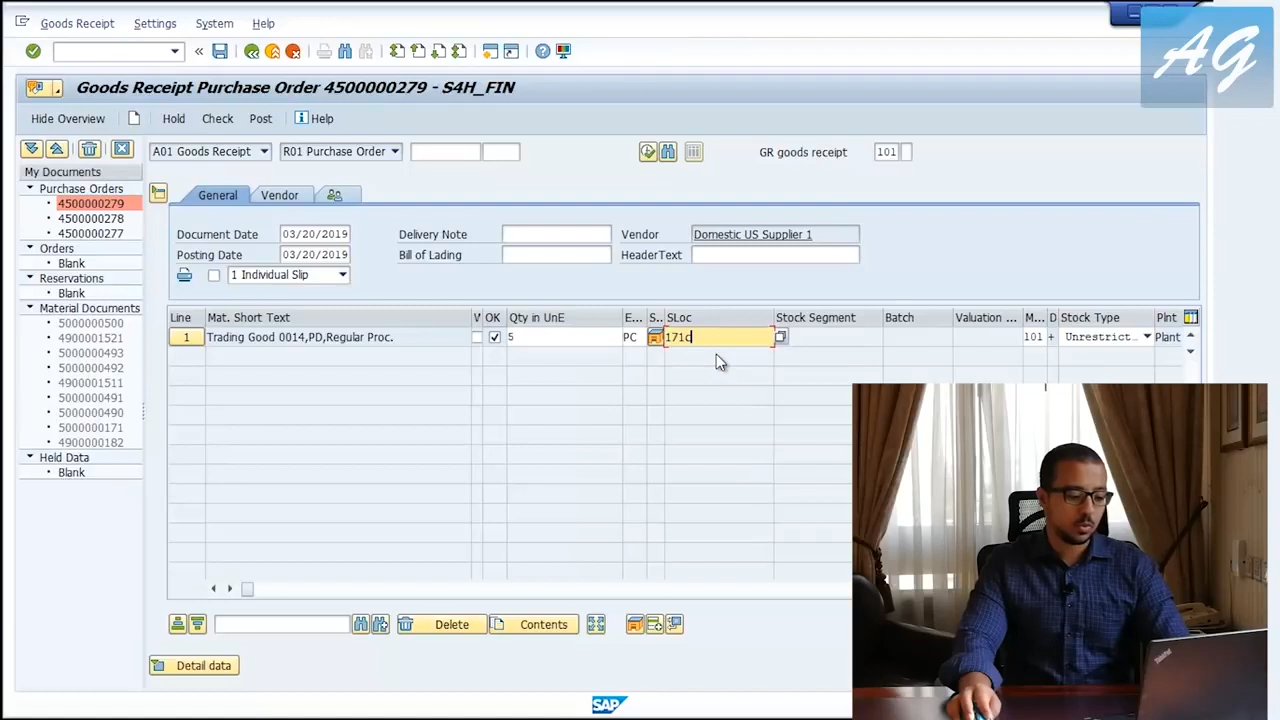 Goods Receipt Settings System Help
AG
Goods Receipt Purchase Order 4500000279 - S4H_FIN
Hide Overview Hold Check Post Help
A01 Goods Receipt R01 Purchase Order GR goods receipt 101
My Documents
Purchase Orders
4500000279
4500000278
4500000277
Orders
Blank
Reservations
Blank
Material Documents
5000000500
4900001521
5000000493
5000000492
4900001511
5000000491
5000000490
5000000171
4900000182
Held Data
Blank
General Vendor
Document Date 03/20/2019 Delivery Note Vendor Domestic US Supplier 1
Posting Date 03/20/2019 Bill of Lading HeaderText
1 Individual Slip
Line Mat. Short Text OK Qty in UnE E... S.. SLoc Stock Segment Batch Valuation ... M... D Stock Type Plnt
1 Trading Good 0014,PD,Regular Proc. 5 PC 171c 101 + Unrestrict... Plant
Delete Contents
Detail data
SAP
ThinkPad